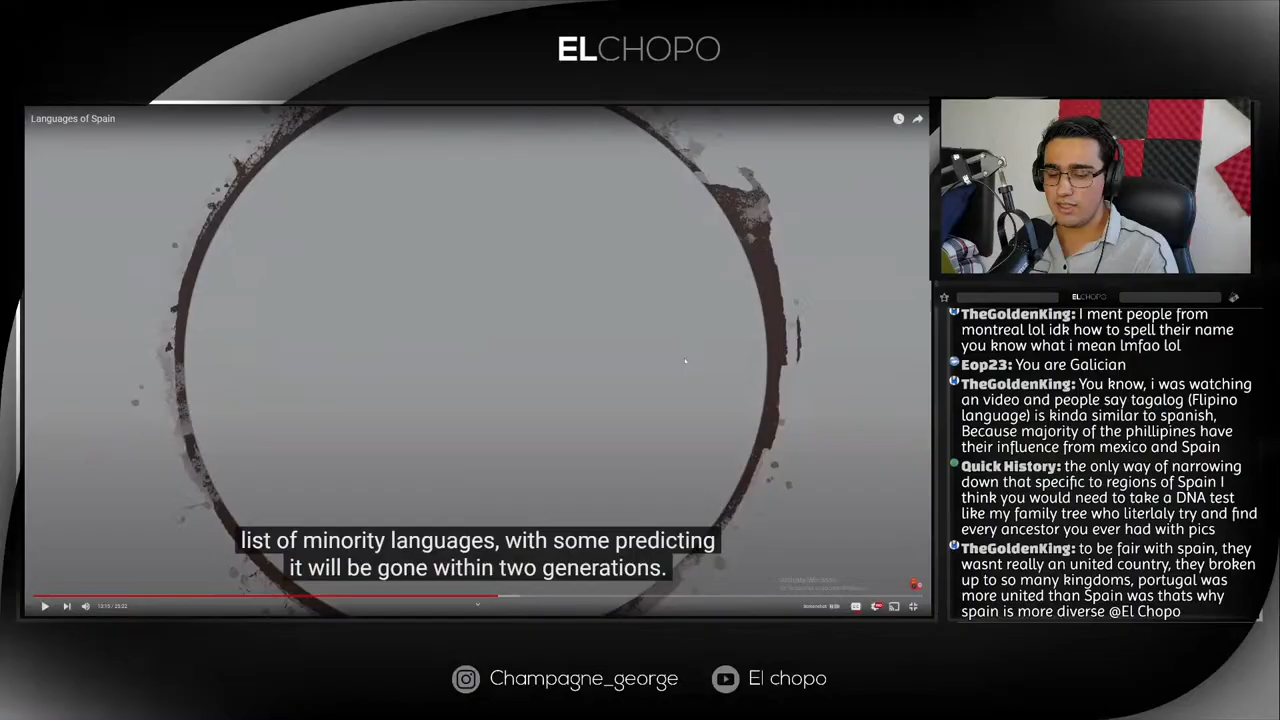 ELCHOPO
Languages of Spain
list of minority languages, with some predicting
it will be gone within two generations.
ELCHOPO
TheGoldenKing: I ment people from
montreal lol idk how to spell their name
you know what i mean lmfao lol
Eop23: You are Galician
TheGoldenKing: You know, i was watching
an video and people say tagalog (Flipino
language) is kinda similar to spanish,
Because majority of the phillipines have
their influence from mexico and Spain
Quick History: the only way of narrowing
down that specific to regions of Spain I
think you would need to take a DNA test
like my family tree who literlaly try and find
every ancestor you ever had with pics
TheGoldenKing: to be fair with spain, they
wasnt really an united country, they broken
up to so many kingdoms, portugal was
more united than Spain was thats why
spain is more diverse @El Chopo
Champagne_george
El chopo